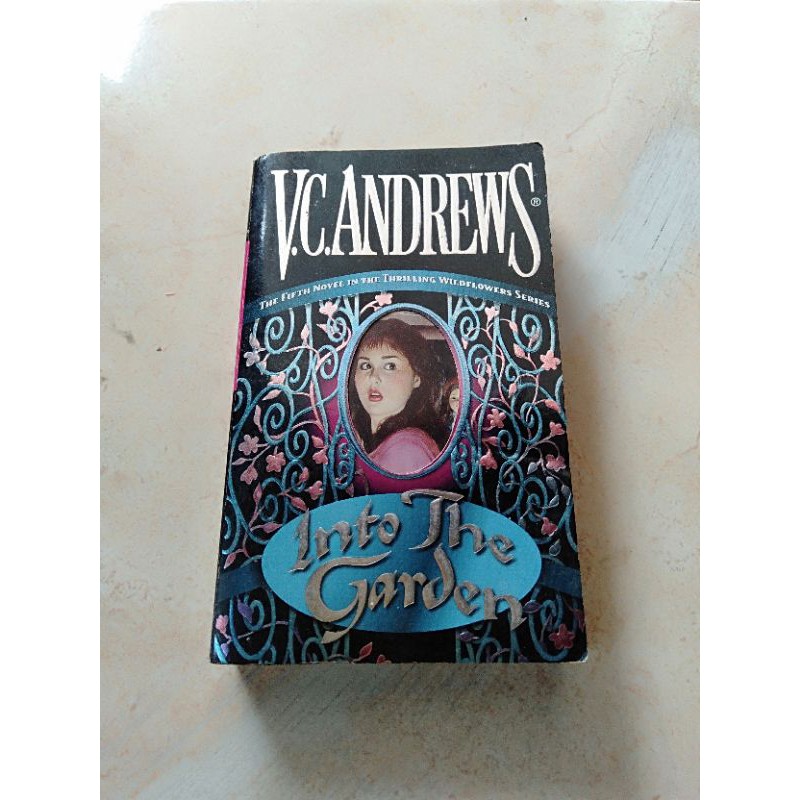 V.C. ANDREWS®
THE FIFTH NOVEL IN THE THRILLING WILDFLOWERS SERIES
Into The
Garden